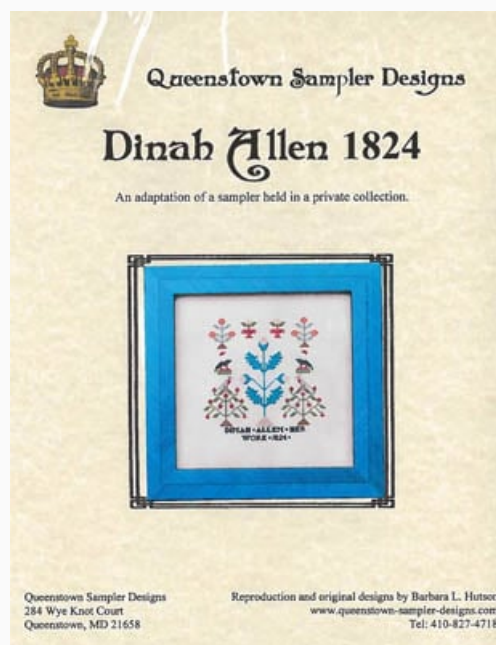 Queenstown Sampler Designs
Dinah Allen 1824
An adaptation of a sampler held in a private collection.
DINAH • ALLEN • HER
WORK • 1824 •
Queenstown Sampler Designs
284 Wye Knot Court
Queenstown, MD 21658
Reproduction and original designs by Barbara L. Hutson
www.queenstown-sampler-designs.com
Tel: 410-827-4718